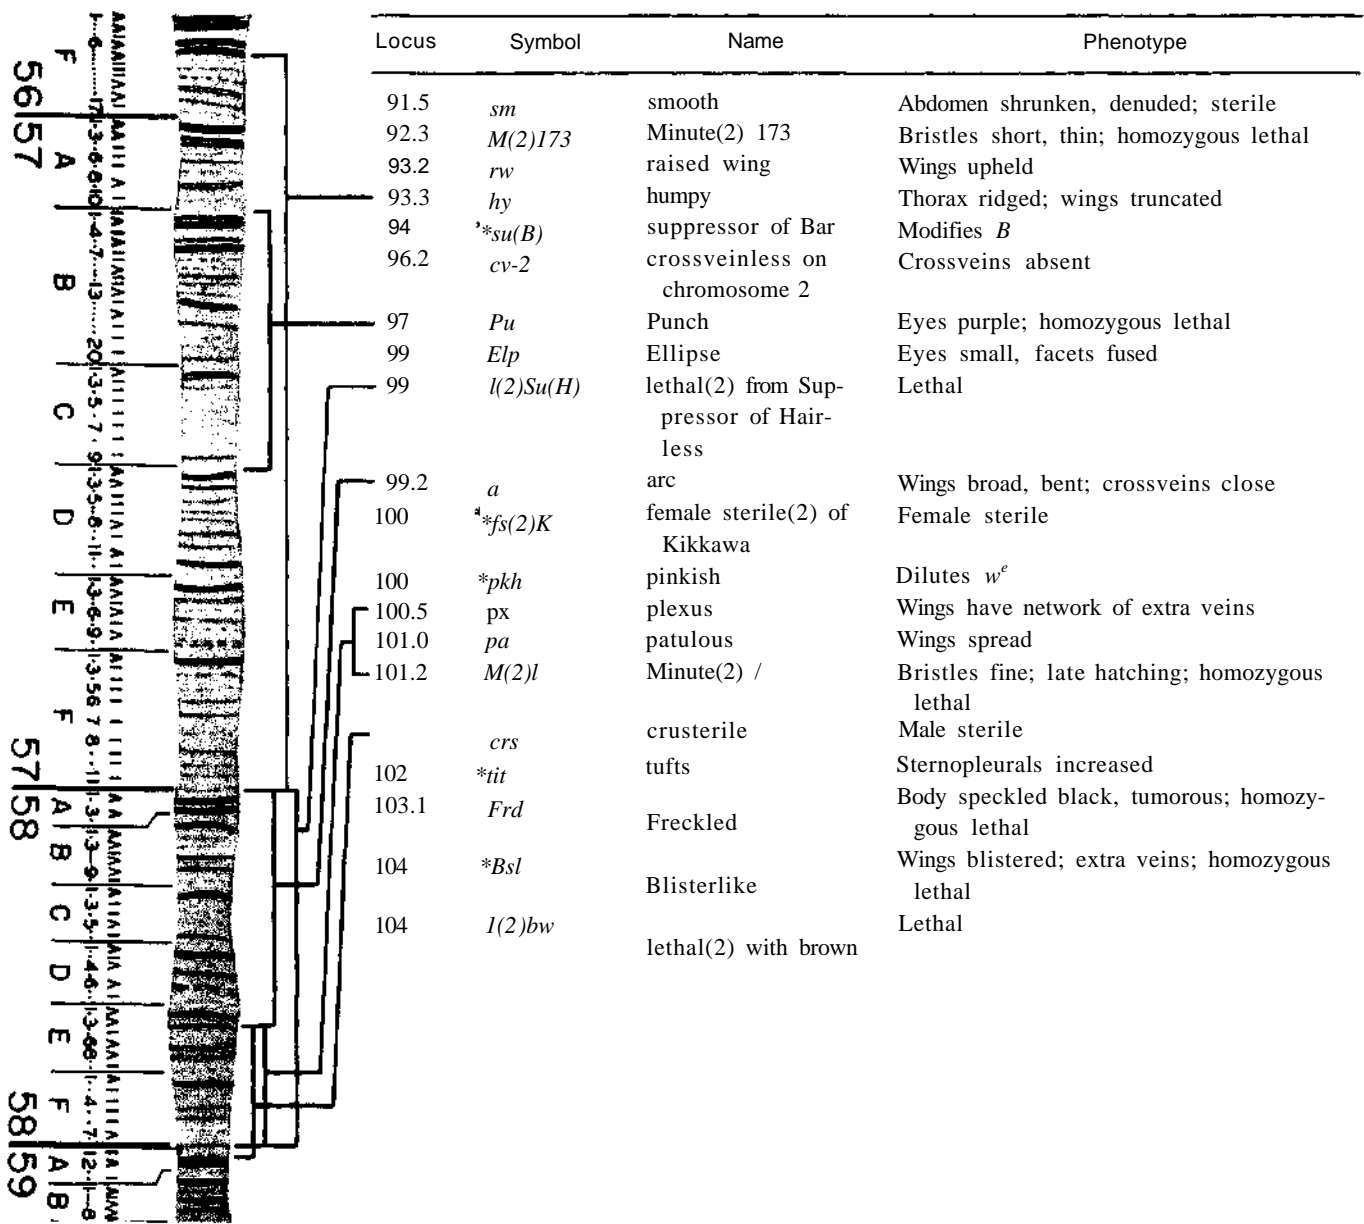 Locus Symbol Name Phenotype
91.5 sm smooth Abdomen shrunken, denuded; sterile
92.3 M(2)173 Minute(2) 173 Bristles short, thin; homozygous lethal
93.2 rw raised wing Wings upheld
93.3 hy humpy Thorax ridged; wings truncated
94 *su(B) suppressor of Bar Modifies B
96.2 cv-2 crossveinless on Crossveins absent
chromosome 2
97 Pu Punch Eyes purple; homozygous lethal
99 Elp Ellipse Eyes small, facets fused
99 l(2)Su(H) lethal(2) from Sup- Lethal
pressor of Hair-
less
99.2 a arc Wings broad, bent; crossveins close
100 *fs(2)K female sterile(2) of Female sterile
Kikkawa
100 *pkh pinkish Dilutes wᵉ
100.5 px plexus Wings have network of extra veins
101.0 pa patulous Wings spread
101.2 M(2)l Minute(2) / Bristles fine; late hatching; homozygous
lethal
crs crusterile Male sterile
102 *tit tufts Sternopleurals increased
103.1 Frd Freckled Body speckled black, tumorous; homozy-
gous lethal
104 *Bsl Blisterlike Wings blistered; extra veins; homozygous
lethal
104 1(2)bw lethal(2) with brown Lethal
56 57
57 58
58 59
F
A
B
C
D
E
F
A
B
C
D
E
F
A
B